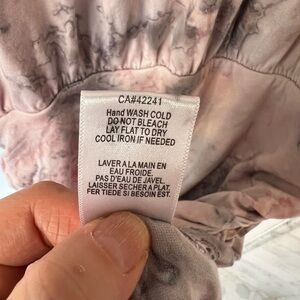 CA#42241
Hand WASH COLD
DO NOT BLEACH
LAY FLAT TO DRY
COOL IRON IF NEEDED
LAVER A LA MAIN EN
EAU FROIDE.
PAS D'EAU DE JAVEL.
LAISSER SECHER A PLAT,
FER TIEDE SI BESOIN EST.